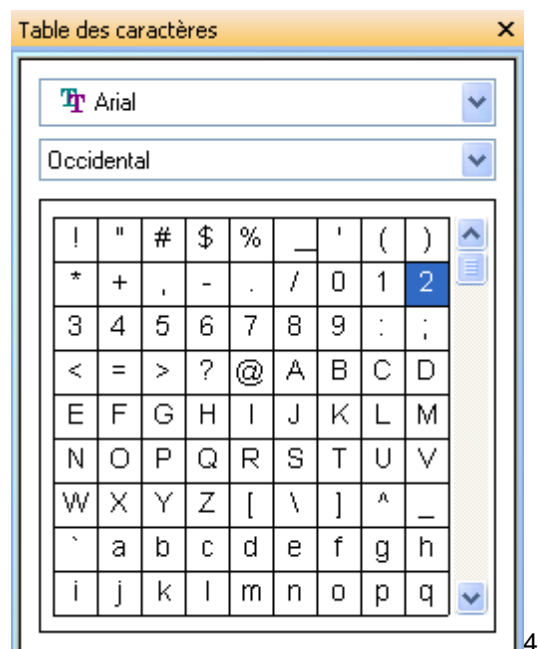 Table des caractères ×
Arial
Occidental
! " # $ % _ ' ( )
* + , - . / 0 1 2
3 4 5 6 7 8 9 : ;
< = > ? @ A B C D
E F G H I J K L M
N O P Q R S T U V
W X Y Z [ \ ] ^ _
` a b c d e f g h
i j k l m n o p q
4